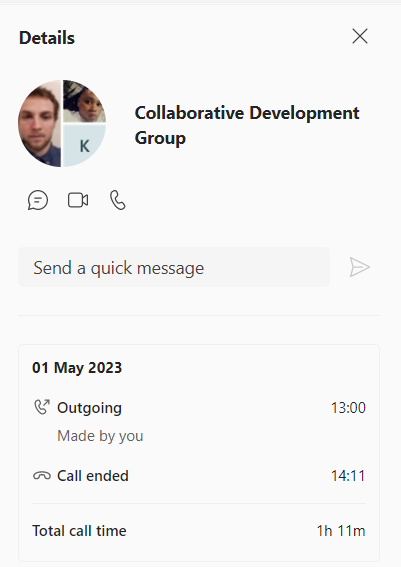 Details
Collaborative Development
Group
K
Send a quick message
01 May 2023
Outgoing 13:00
Made by you
Call ended 14:11
Total call time 1h 11m